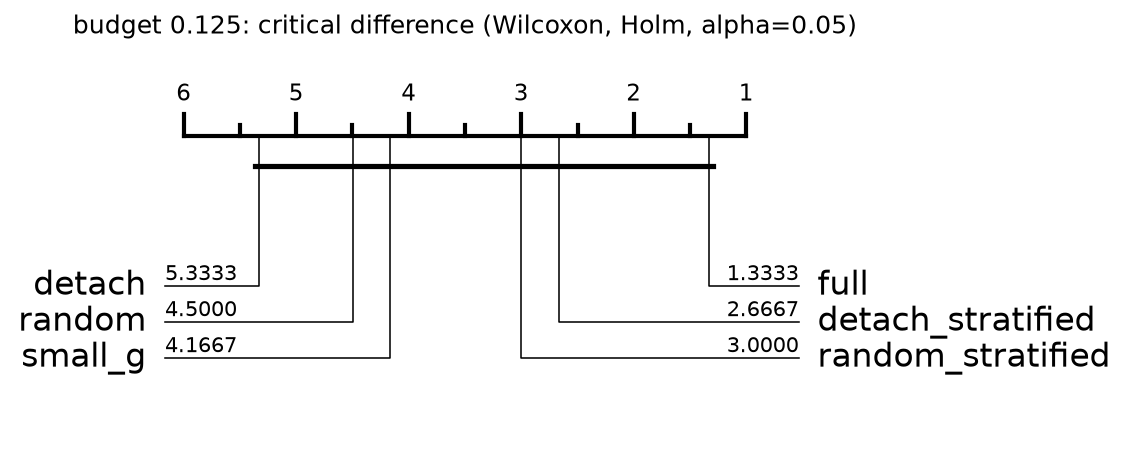 budget 0.125: critical difference (Wilcoxon, Holm, alpha=0.05)
6 5 4 3 2 1
detach 5.3333 1.3333 full
random 4.5000 2.6667 detach_stratified
small_g 4.1667 3.0000 random_stratified